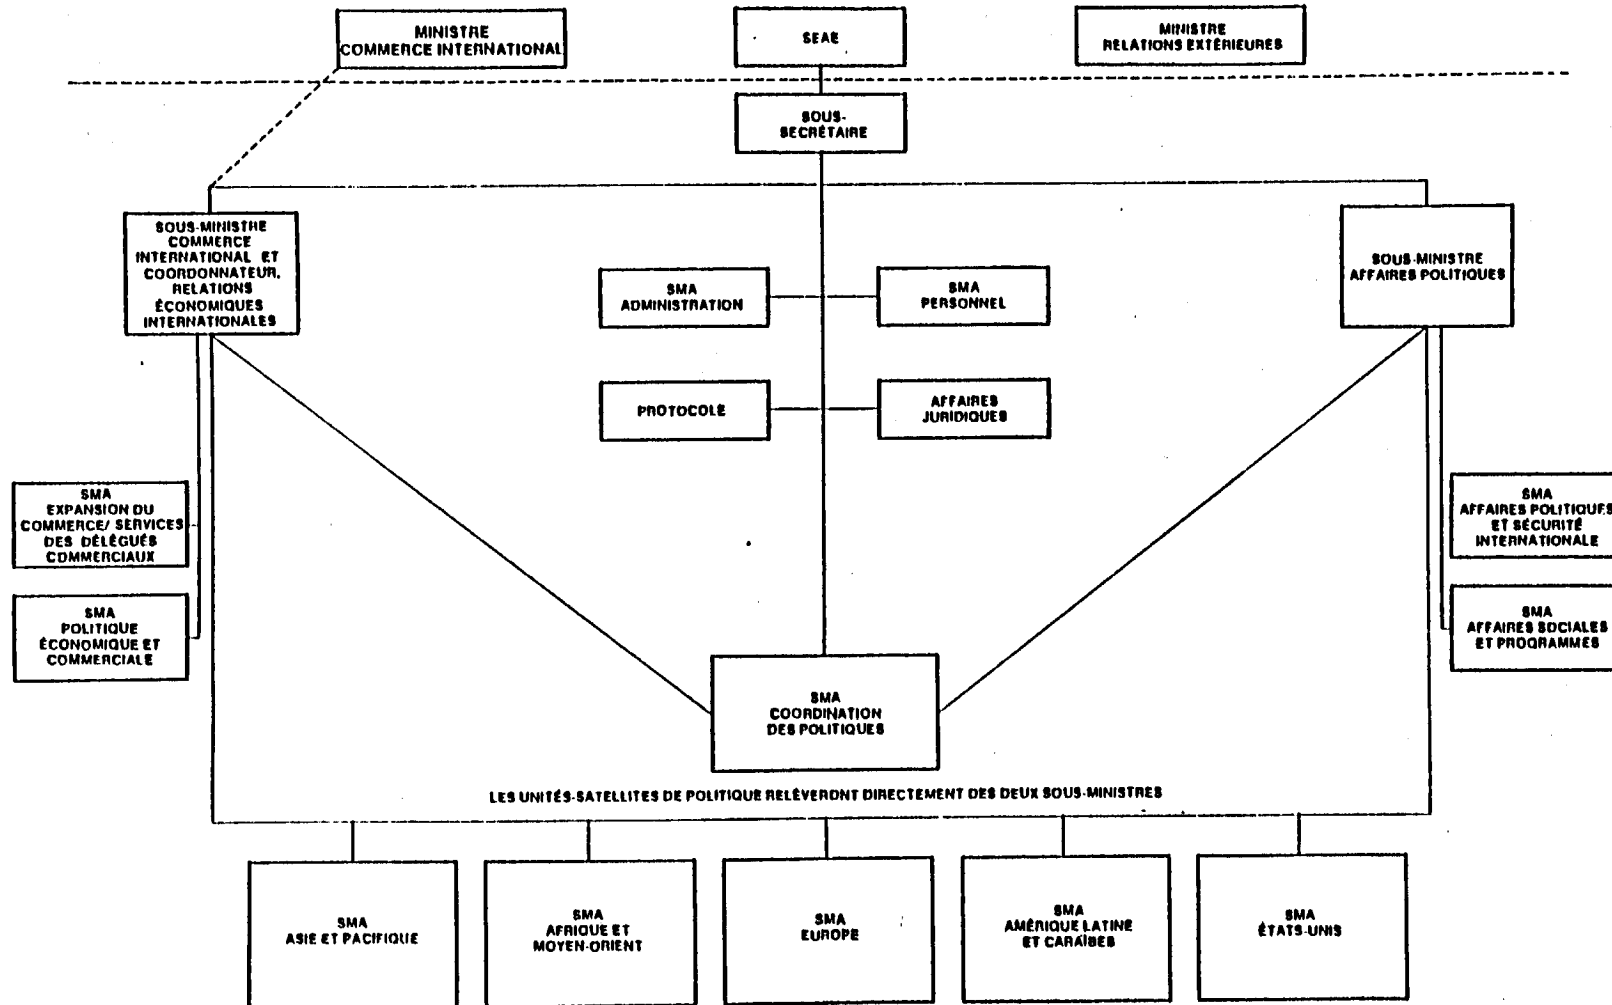 MINISTRE
COMMERCE INTERNATIONAL
SEAE
MINISTRE
RELATIONS EXTÉRIEURES
SOUS-
SECRÉTAIRE
SOUS-MINISTRE
COMMERCE
INTERNATIONAL ET
COORDONNATEUR,
RELATIONS
ÉCONOMIQUES
INTERNATIONALES
SOUS-MINISTRE
AFFAIRES POLITIQUES
SMA
ADMINISTRATION
SMA
PERSONNEL
PROTOCOLE
AFFAIRES
JURIDIQUES
SMA
EXPANSION DU
COMMERCE/ SERVICES
DES DÉLÉGUÉS
COMMERCIAUX
SMA
AFFAIRES POLITIQUES
ET SÉCURITÉ
INTERNATIONALE
SMA
POLITIQUE
ÉCONOMIQUE ET
COMMERCIALE
SMA
AFFAIRES SOCIALES
ET PROGRAMMES
SMA
COORDINATION
DES POLITIQUES
LES UNITÉS-SATELLITES DE POLITIQUE RELÈVERONT DIRECTEMENT DES DEUX SOUS-MINISTRES
SMA
ASIE ET PACIFIQUE
SMA
AFRIQUE ET
MOYEN-ORIENT
SMA
EUROPE
SMA
AMÉRIQUE LATINE
ET CARAÏBES
SMA
ÉTATS-UNIS